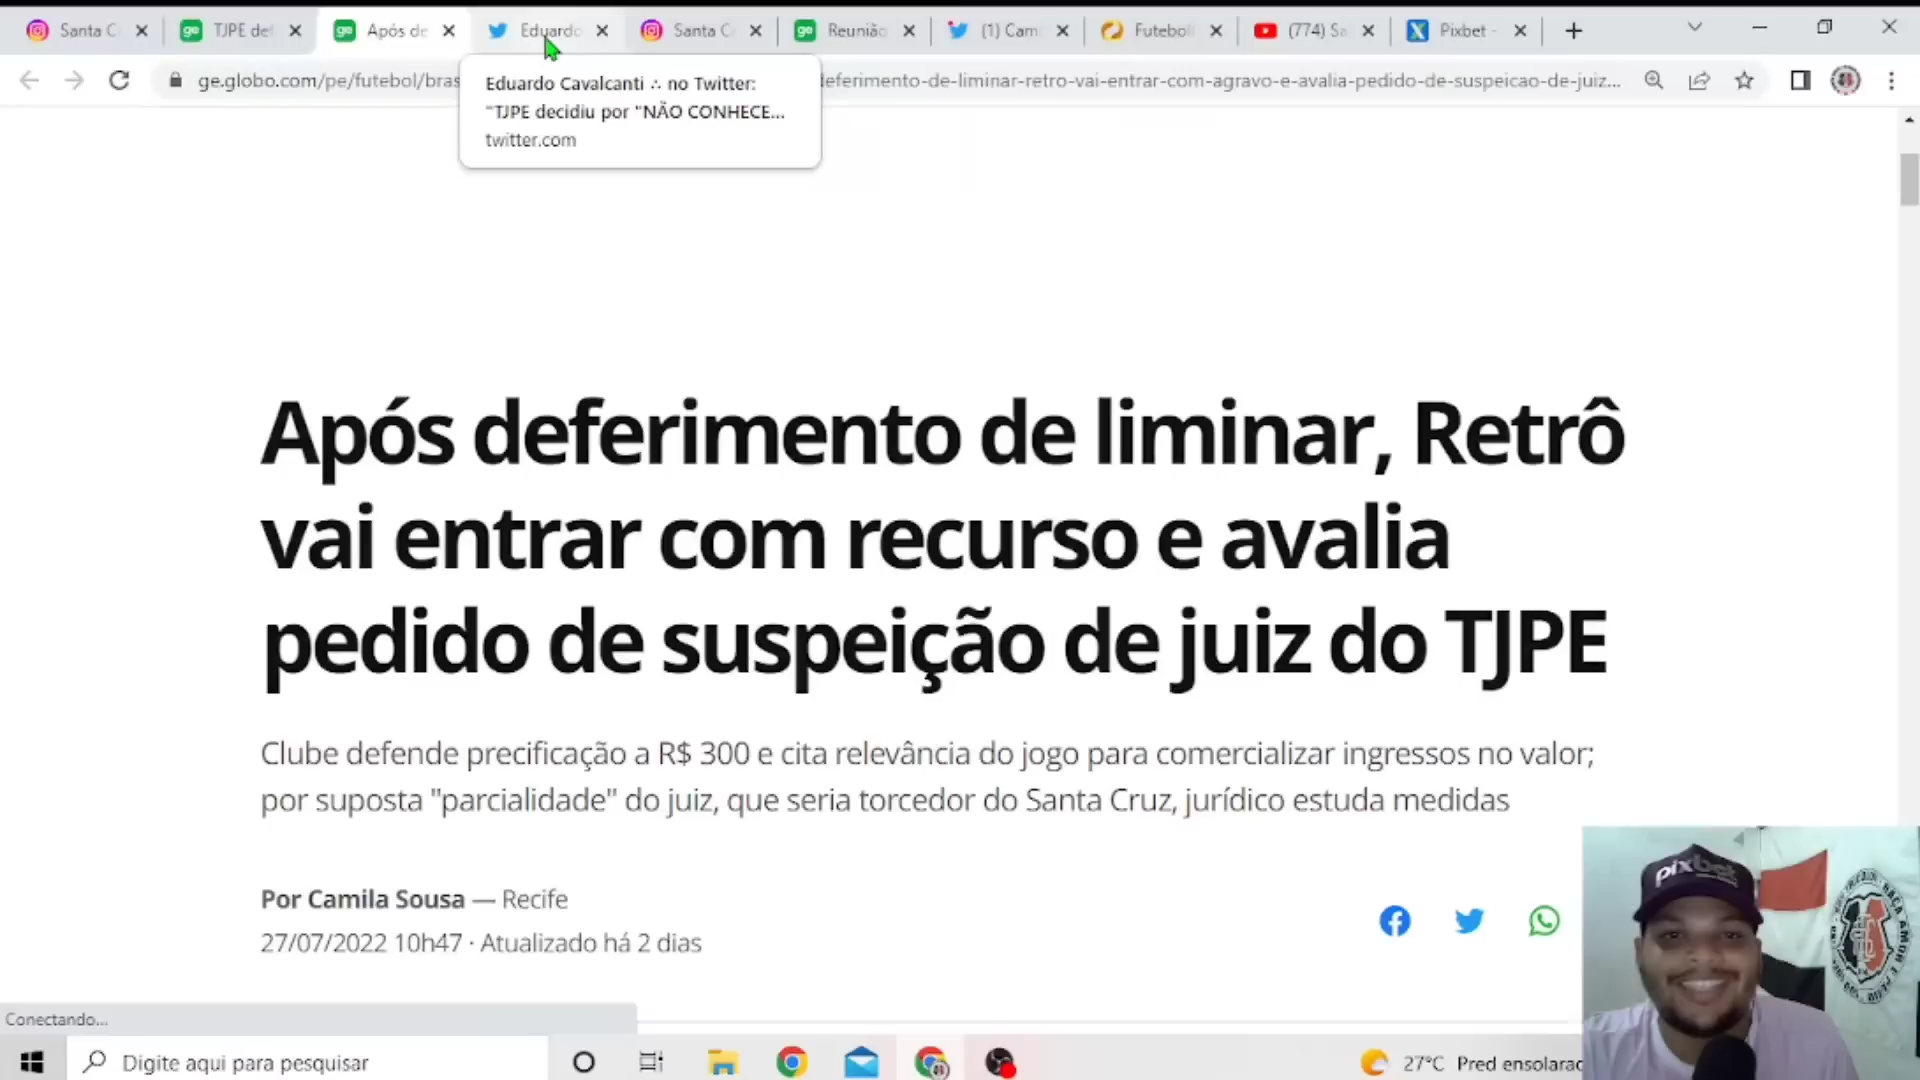 Santa C
TJPE def
Após de
Eduardo
Santa C
Reunião
(1) Cam
Futebol
(774) Sa
Pixbet -
ge.globo.com/pe/futebol/bras
deferimento-de-liminar-retro-vai-entrar-com-agravo-e-avalia-pedido-de-suspeicao-de-juiz...
Eduardo Cavalcanti ∴ no Twitter:
"TJPE decidiu por "NÃO CONHECE...
twitter.com
Após deferimento de liminar, Retrô
vai entrar com recurso e avalia
pedido de suspeição de juiz do TJPE
Clube defende precificação a R$ 300 e cita relevância do jogo para comercializar ingressos no valor;
por suposta "parcialidade" do juiz, que seria torcedor do Santa Cruz, jurídico estuda medidas
Por Camila Sousa — Recife
27/07/2022 10h47 · Atualizado há 2 dias
pixbet
Conectando...
Digite aqui para pesquisar
27°C Pred ensolarad